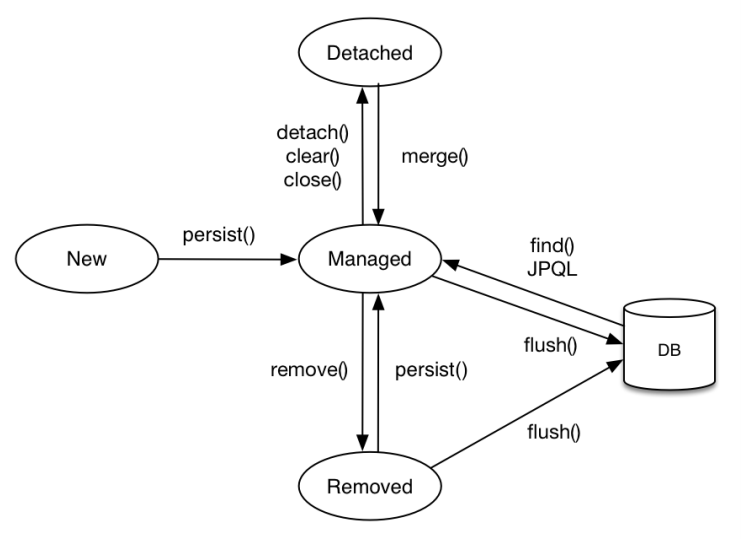 Detached
detach()
clear()
close()
merge()
persist()
New
Managed
find()
JPQL
flush()
DB
remove()
persist()
flush()
Removed